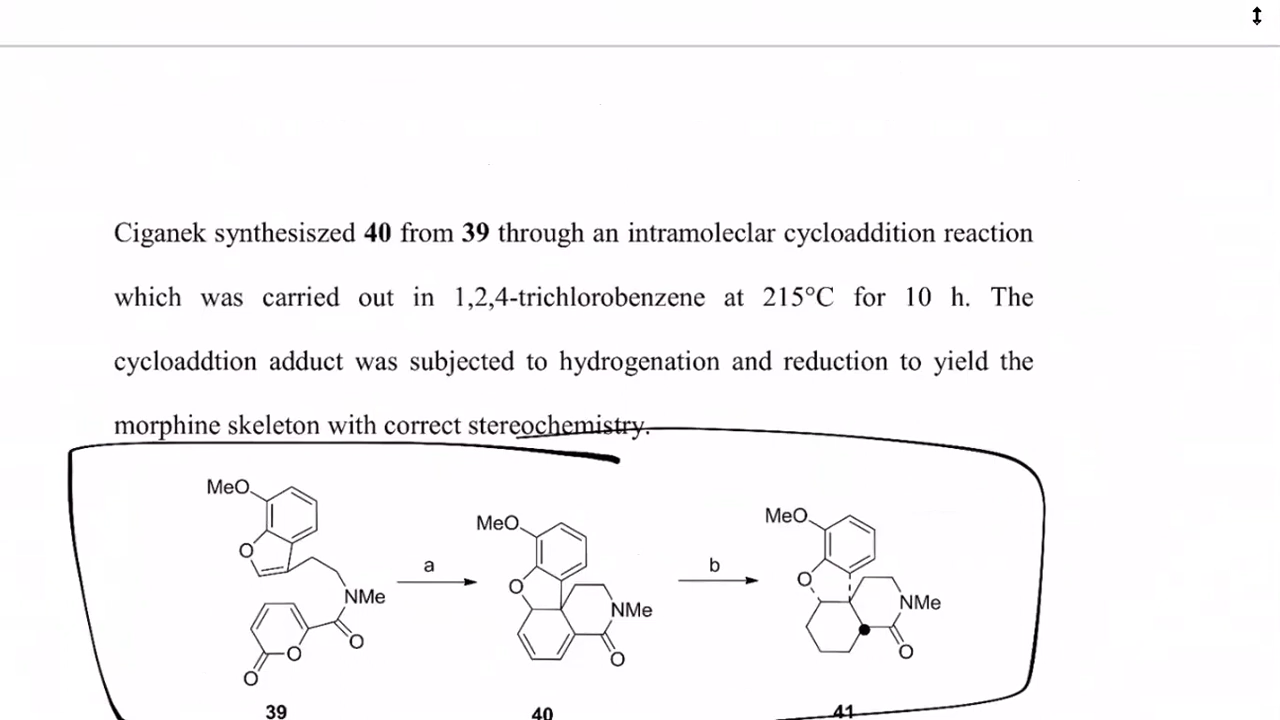 Ciganek synthesiszed 40 from 39 through an intramoleclar cycloaddition reaction
which was carried out in 1,2,4-trichlorobenzene at 215°C for 10 h. The
cycloaddtion adduct was subjected to hydrogenation and reduction to yield the
morphine skeleton with correct stereochemistry.
MeO
O
NMe
O
O
O
39
a
MeO
O
NMe
O
40
b
MeO
O
NMe
O
41